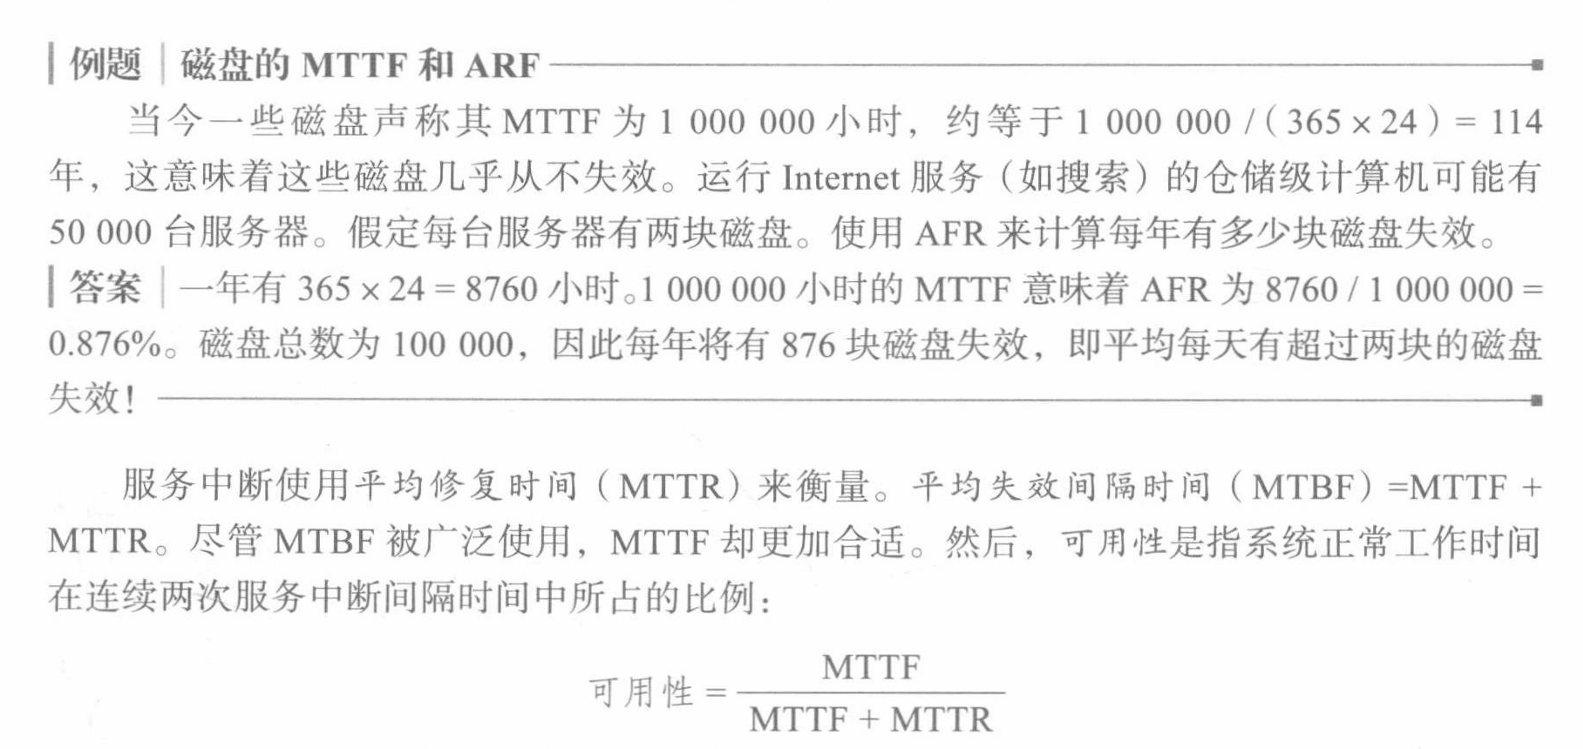 例题 磁盘的 MTTF 和 ARF
当今一些磁盘声称其 MTTF 为 1 000 000 小时，约等于 1 000 000 /（365 × 24）= 114
年，这意味着这些磁盘几乎从不失效。运行 Internet 服务（如搜索）的仓储级计算机可能有
50 000 台服务器。假定每台服务器有两块磁盘。使用 AFR 来计算每年有多少块磁盘失效。
答案 一年有 365 × 24 = 8760 小时。1 000 000 小时的 MTTF 意味着 AFR 为 8760 / 1 000 000 =
0.876%。磁盘总数为 100 000，因此每年将有 876 块磁盘失效，即平均每天有超过两块的磁盘
失效！
服务中断使用平均修复时间（MTTR）来衡量。平均失效间隔时间（MTBF）=MTTF +
MTTR。尽管 MTBF 被广泛使用，MTTF 却更加合适。然后，可用性是指系统正常工作时间
在连续两次服务中断间隔时间中所占的比例：
MTTF
可用性 =
MTTF + MTTR